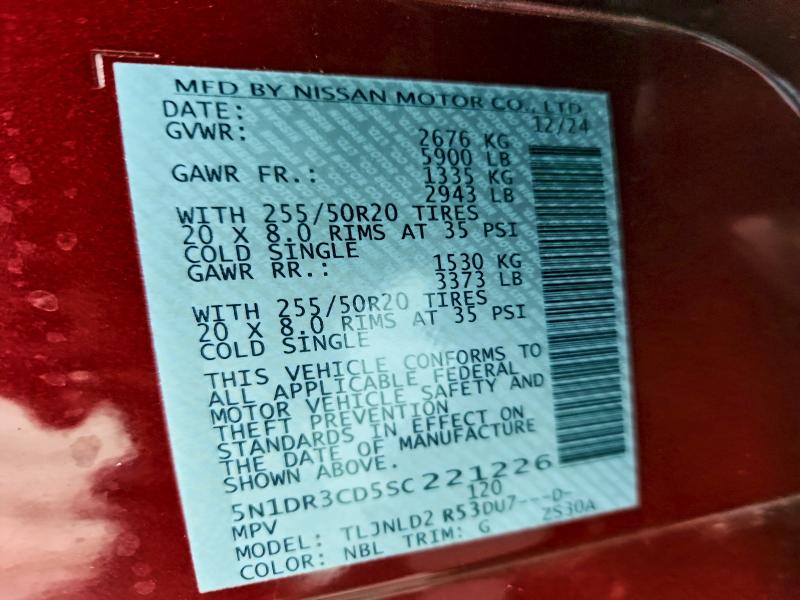 MFD BY NISSAN MOTOR CO., LTD
DATE: 12/24
GVWR: 2676 KG
5900 LB
GAWR FR.: 1335 KG
2943 LB
WITH 255/50R20 TIRES
20 X 8.0 RIMS AT 35 PSI
COLD SINGLE
GAWR RR.: 1530 KG
3373 LB
WITH 255/50R20 TIRES
20 X 8.0 RIMS AT 35 PSI
COLD SINGLE
THIS VEHICLE CONFORMS TO
ALL APPLICABLE FEDERAL
MOTOR VEHICLE SAFETY AND
THEFT PREVENTION
STANDARDS IN EFFECT ON
THE DATE OF MANUFACTURE
SHOWN ABOVE.
5N1DR3CD5SC221226
MPV 120
MODEL: TLJNLD2 R53DU7---D-
COLOR: NBL TRIM: G ZS30A